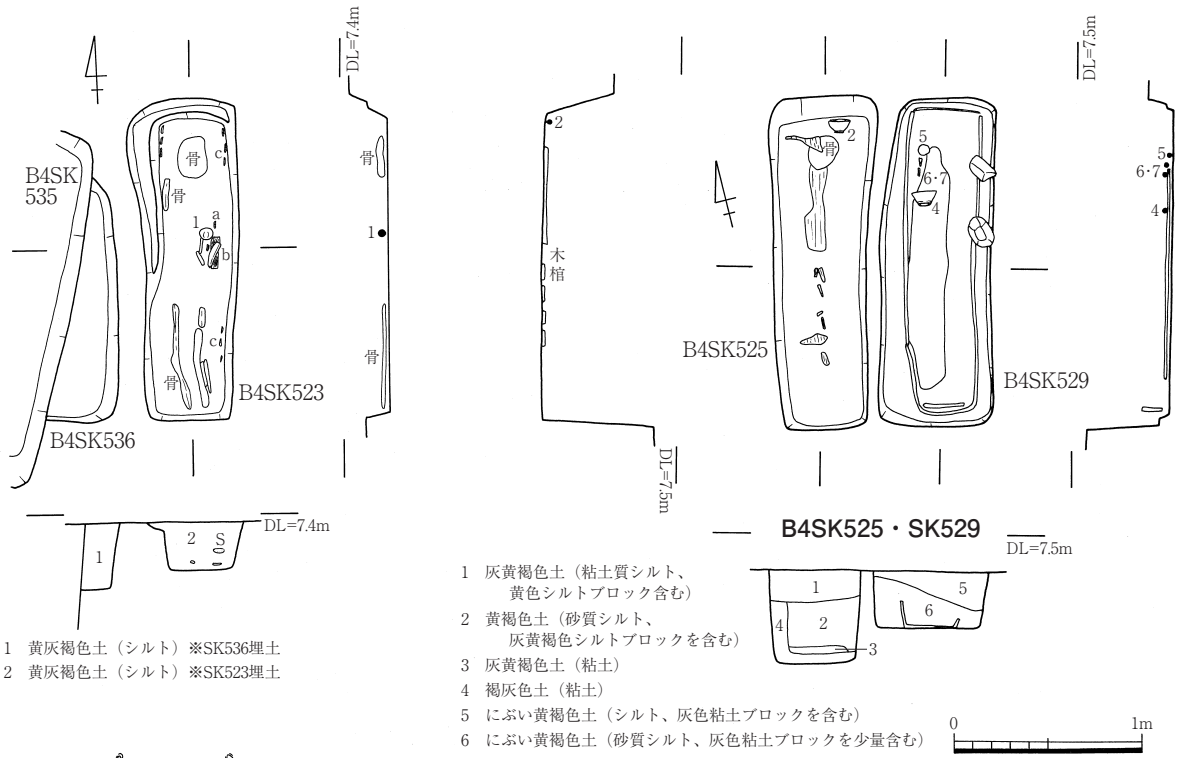 DL=7.4m
DL=7.5m
B4SK
535
骨
c
骨
骨
1
a
b
1
c
骨
骨
B4SK523
B4SK536
2
木
棺
2
骨
5
6・7
4
5
6・7
4
B4SK525
B4SK529
DL=7.5m
DL=7.4m
1
2
S
B4SK525・SK529
DL=7.5m
1
2
4
3
5
6
1 黄灰褐色土（シルト）※SK536埋土
2 黄灰褐色土（シルト）※SK523埋土
1 灰黄褐色土（粘土質シルト、
黄色シルトブロック含む）
2 黄褐色土（砂質シルト、
灰黄褐色シルトブロックを含む）
3 灰黄褐色土（粘土）
4 褐灰色土（粘土）
5 にぶい黄褐色土（シルト、灰色粘土ブロックを含む）
6 にぶい黄褐色土（砂質シルト、灰色粘土ブロックを少量含む）
0 1m